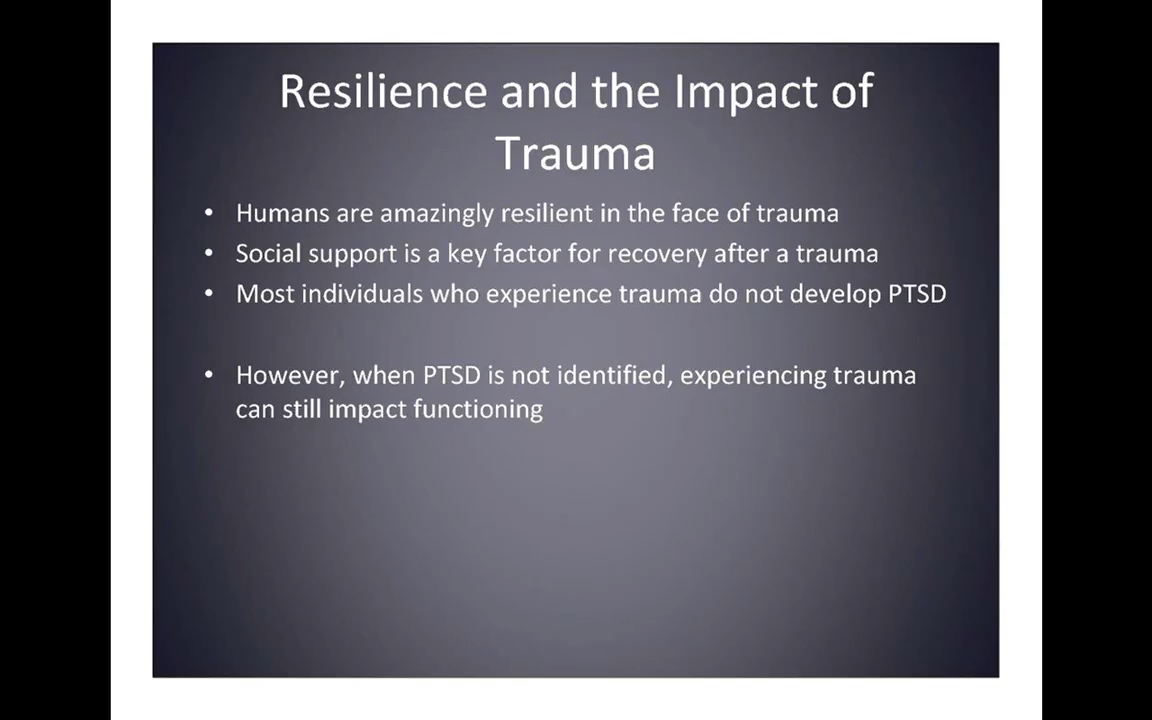 Resilience and the Impact of
Trauma
• Humans are amazingly resilient in the face of trauma
• Social support is a key factor for recovery after a trauma
• Most individuals who experience trauma do not develop PTSD
• However, when PTSD is not identified, experiencing trauma
can still impact functioning